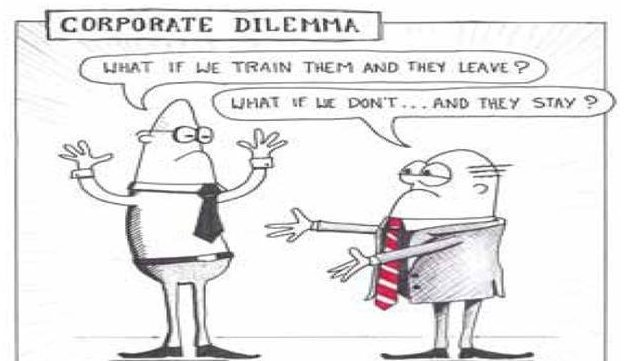 CORPORATE DILEMMA
WHAT IF WE TRAIN THEM AND THEY LEAVE?
WHAT IF WE DON'T... AND THEY STAY?